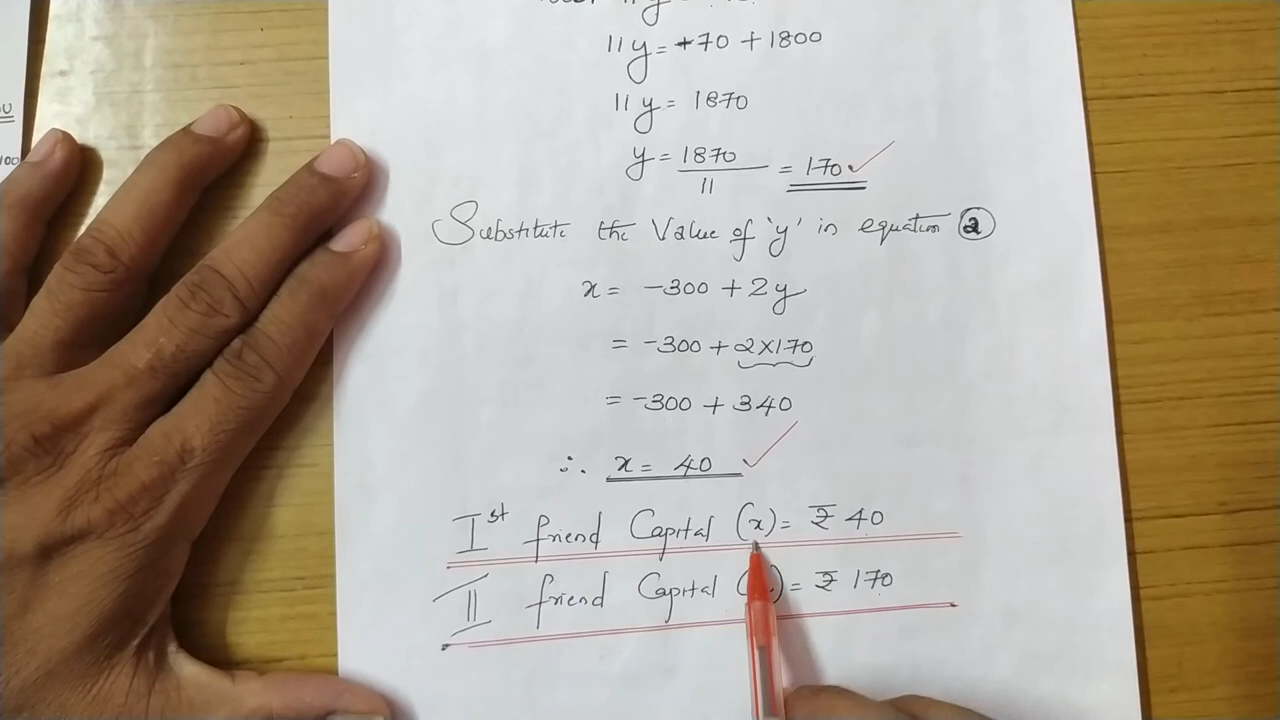 11y = +70 + 1800
11y = 1870
y = 1870/11 = 170 ✓
Substitute the Value of 'y' in equation ②
x = -300 + 2y
= -300 + 2×170
= -300 + 340
∴ x = 40 ✓
Ist friend Capital (x) = ₹ 40
II friend Capital ( ) = ₹ 170
100